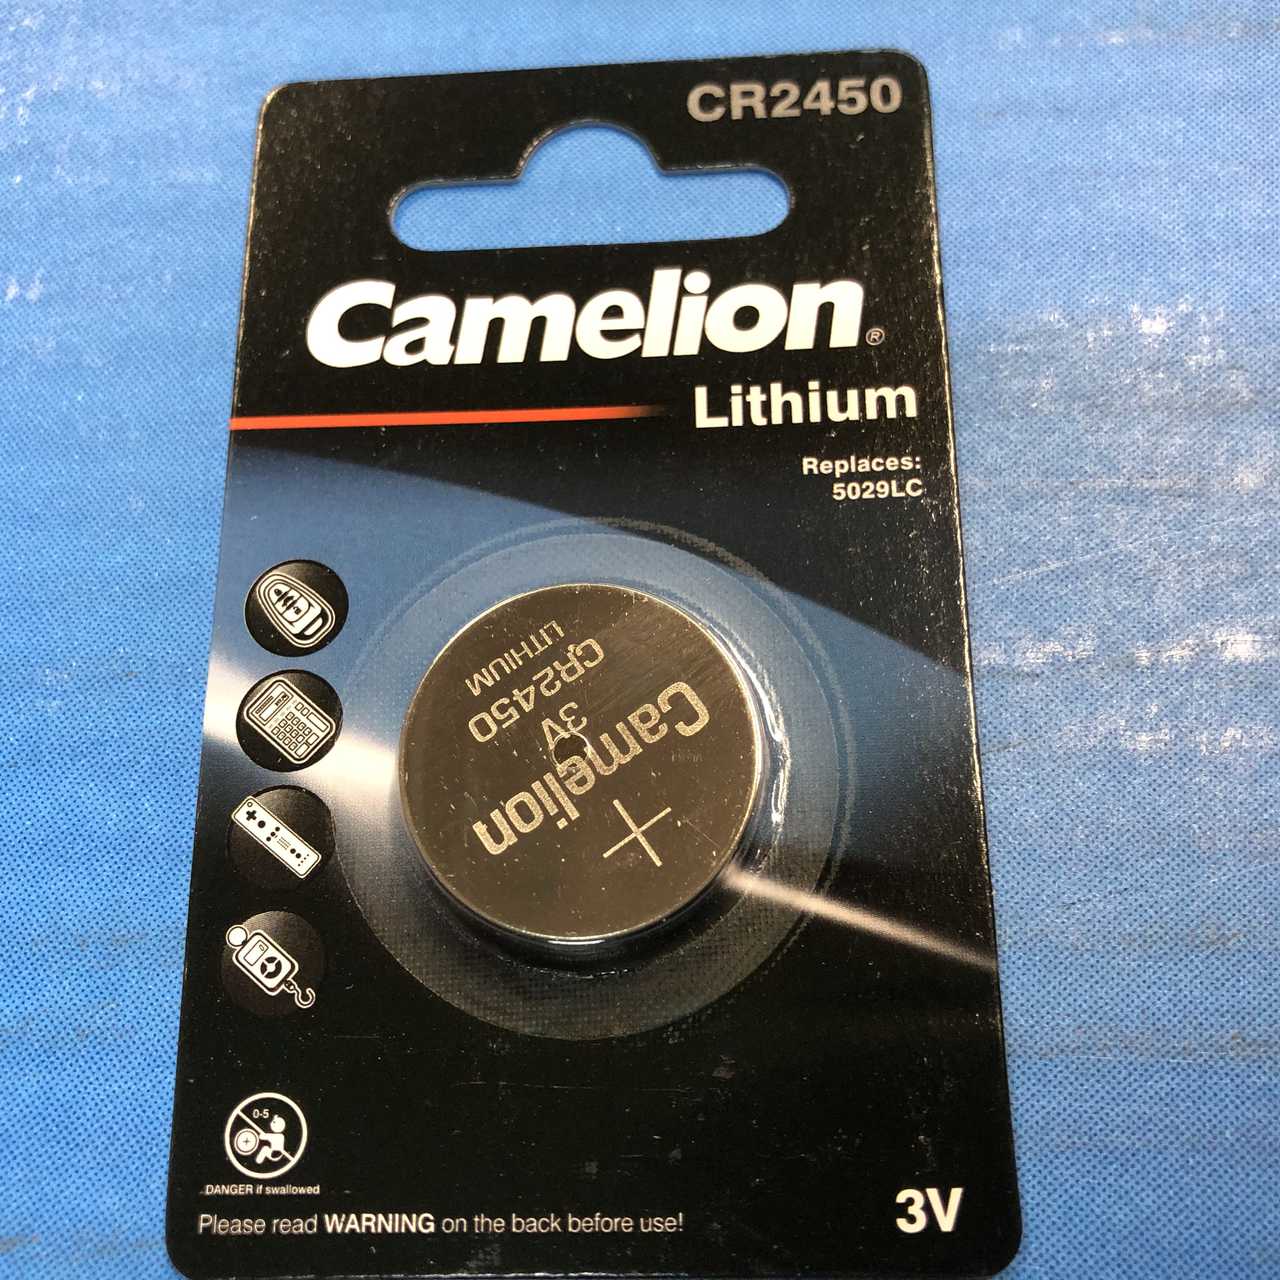 CR2450
Camelion®
Lithium
Replaces:
5029LC
LITHIUM
CR2450
3V
Camelion
+
0-5
DANGER if swallowed
Please read WARNING on the back before use!
3V